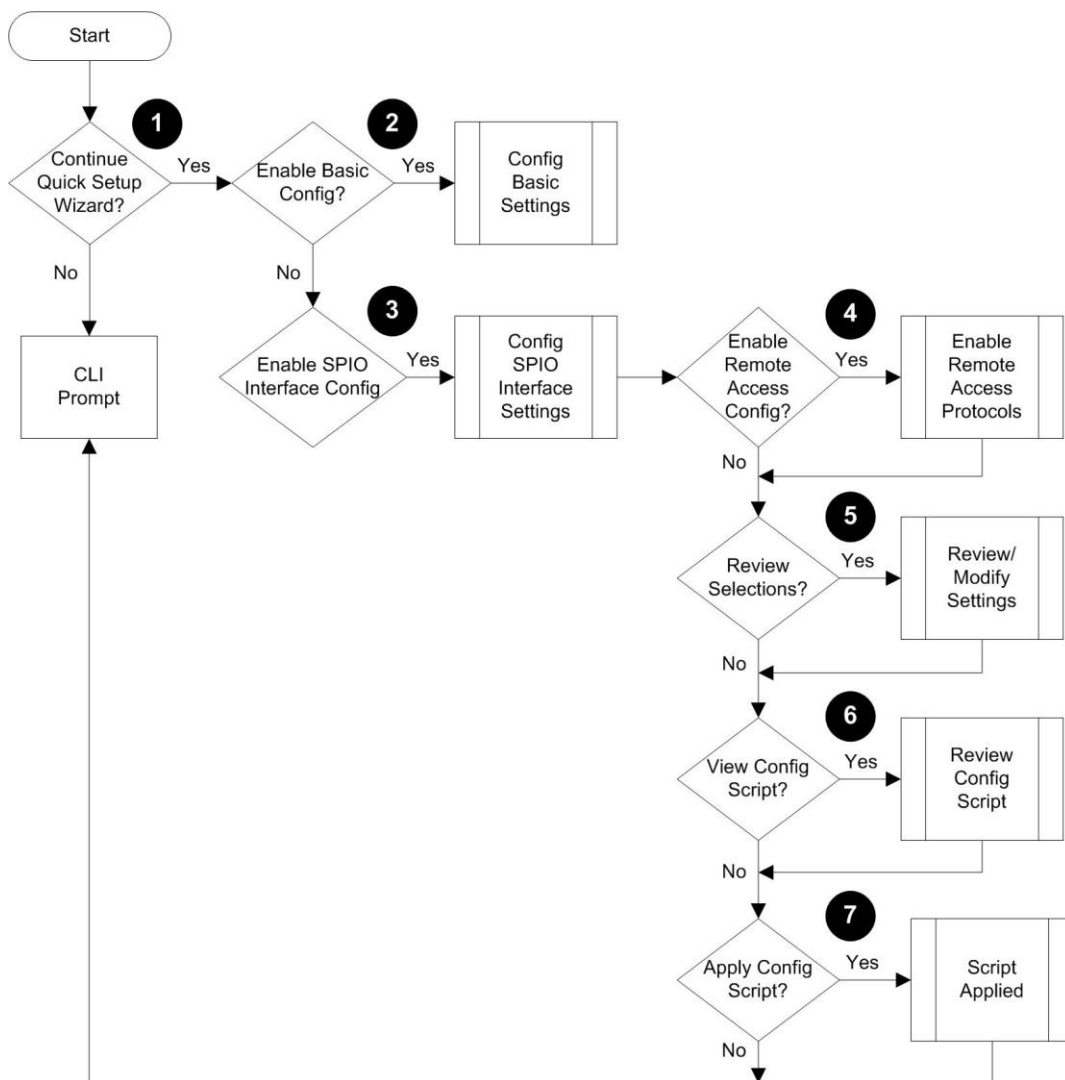 Start
1
2
Continue
Quick Setup
Wizard?
Yes
Enable Basic
Config?
Yes
Config
Basic
Settings
No
No
3
4
CLI
Prompt
Enable SPIO
Interface Config
Yes
Config
SPIO
Interface
Settings
Enable
Remote
Access
Config?
Yes
Enable
Remote
Access
Protocols
No
5
Review
Selections?
Yes
Review/
Modify
Settings
No
6
View Config
Script?
Yes
Review
Config
Script
No
7
Apply Config
Script?
Yes
Script
Applied
No